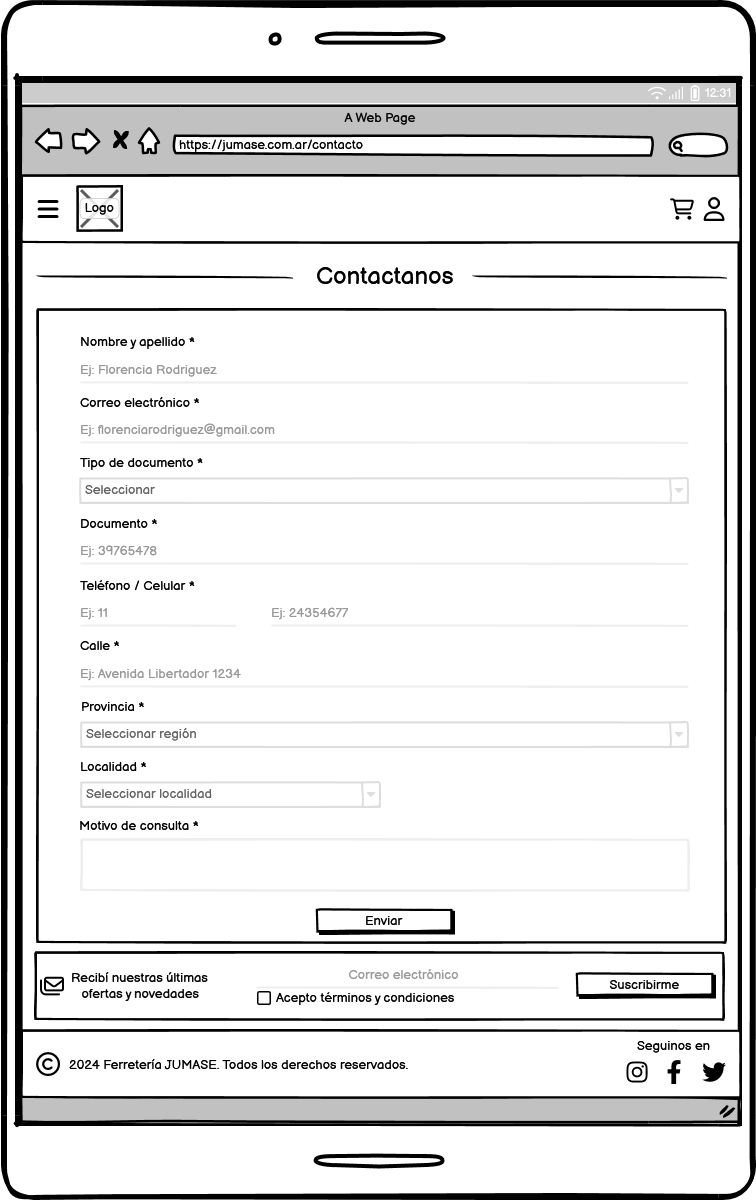 12:31
A Web Page
https://jumase.com.ar/contacto
Logo
Contactanos
Nombre y apellido *
Ej: Florencia Rodriguez
Correo electrónico *
Ej: florenciarodriguez@gmail.com
Tipo de documento *
Seleccionar
Documento *
Ej: 39765478
Teléfono / Celular *
Ej: 11 Ej: 24354677
Calle *
Ej: Avenida Libertador 1234
Provincia *
Seleccionar región
Localidad *
Seleccionar localidad
Motivo de consulta *
Enviar
Recibí nuestras últimas
ofertas y novedades
Correo electrónico
Acepto términos y condiciones
Suscribirme
© 2024 Ferretería JUMASE. Todos los derechos reservados.
Seguinos en